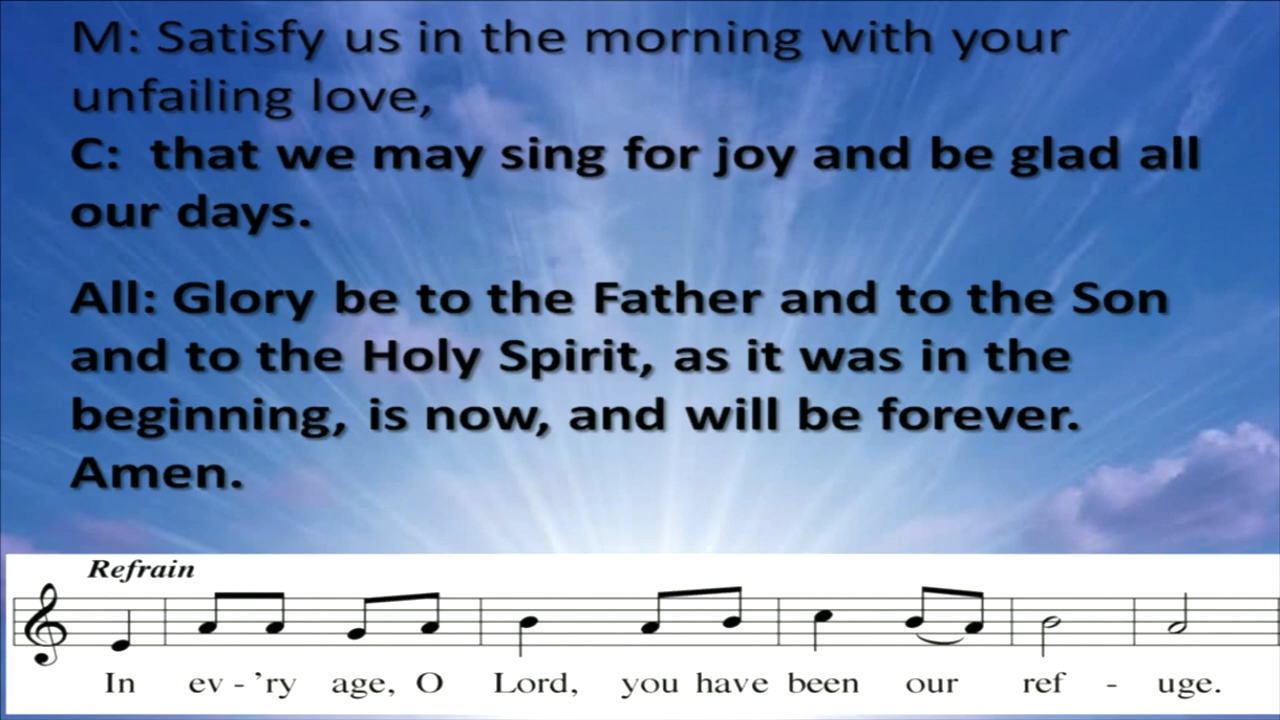 M: Satisfy us in the morning with your
unfailing love,
C: that we may sing for joy and be glad all
our days.
All: Glory be to the Father and to the Son
and to the Holy Spirit, as it was in the
beginning, is now, and will be forever.
Amen.
Refrain
In ev - 'ry age, O Lord, you have been our ref - uge.